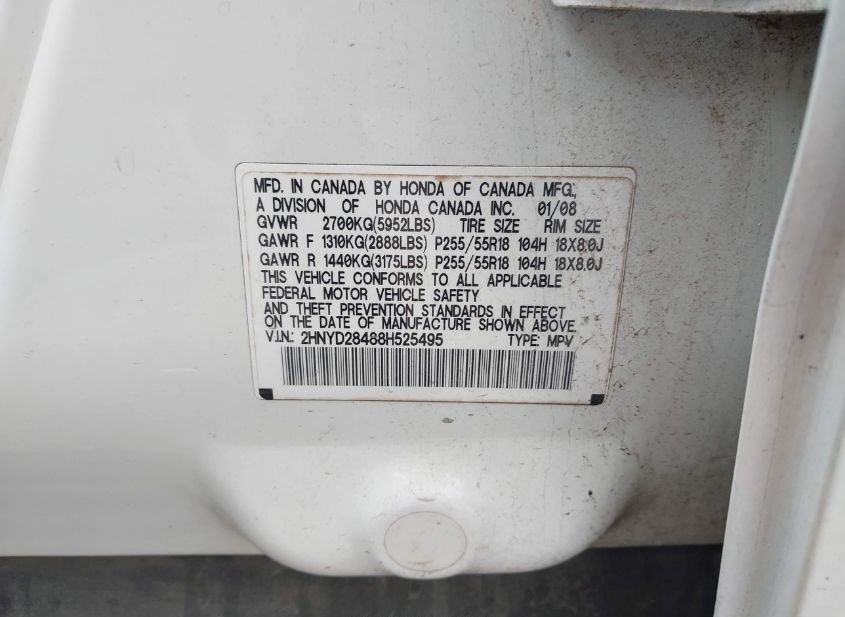 MFD. IN CANADA BY HONDA OF CANADA MFG.,
A DIVISION OF HONDA CANADA INC. 01/08
GVWR 2700KG(5952LBS) TIRE SIZE RIM SIZE
GAWR F 1310KG(2888LBS) P255/55R18 104H 18X8.0J
GAWR R 1440KG(3175LBS) P255/55R18 104H 18X8.0J
THIS VEHICLE CONFORMS TO ALL APPLICABLE
FEDERAL MOTOR VEHICLE SAFETY
AND THEFT PREVENTION STANDARDS IN EFFECT
ON THE DATE OF MANUFACTURE SHOWN ABOVE.
V.I.N.: 2HNYD28488H525495 TYPE: MPV